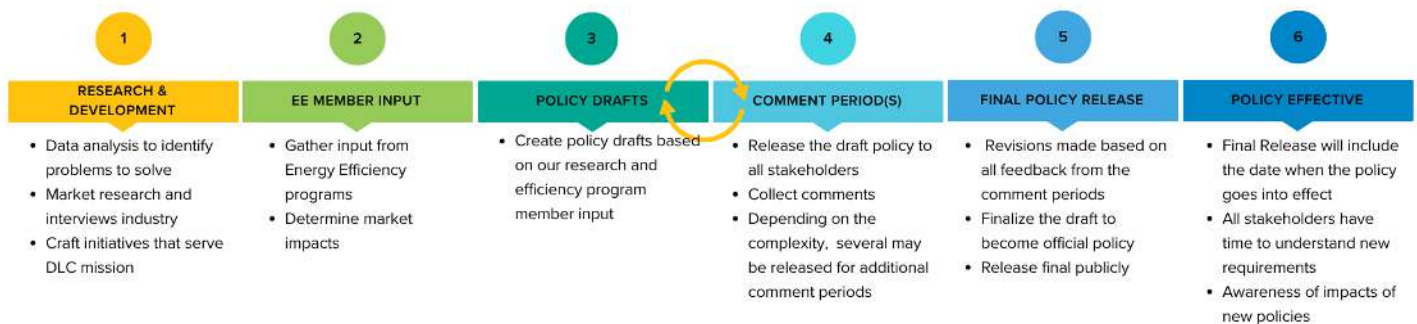 1
RESEARCH &
DEVELOPMENT
• Data analysis to identify
problems to solve
• Market research and
interviews industry
• Craft initiatives that serve
DLC mission
2
EE MEMBER INPUT
• Gather input from
Energy Efficiency
programs
• Determine market
impacts
3
POLICY DRAFTS
• Create policy drafts based
on our research and
efficiency program
member input
4
COMMENT PERIOD(S)
• Release the draft policy to
all stakeholders
• Collect comments
• Depending on the
complexity, several may
be released for additional
comment periods
5
FINAL POLICY RELEASE
• Revisions made based on
all feedback from the
comment periods
• Finalize the draft to
become official policy
• Release final publicly
6
POLICY EFFECTIVE
• Final Release will include
the date when the policy
goes into effect
• All stakeholders have
time to understand new
requirements
• Awareness of impacts of
new policies